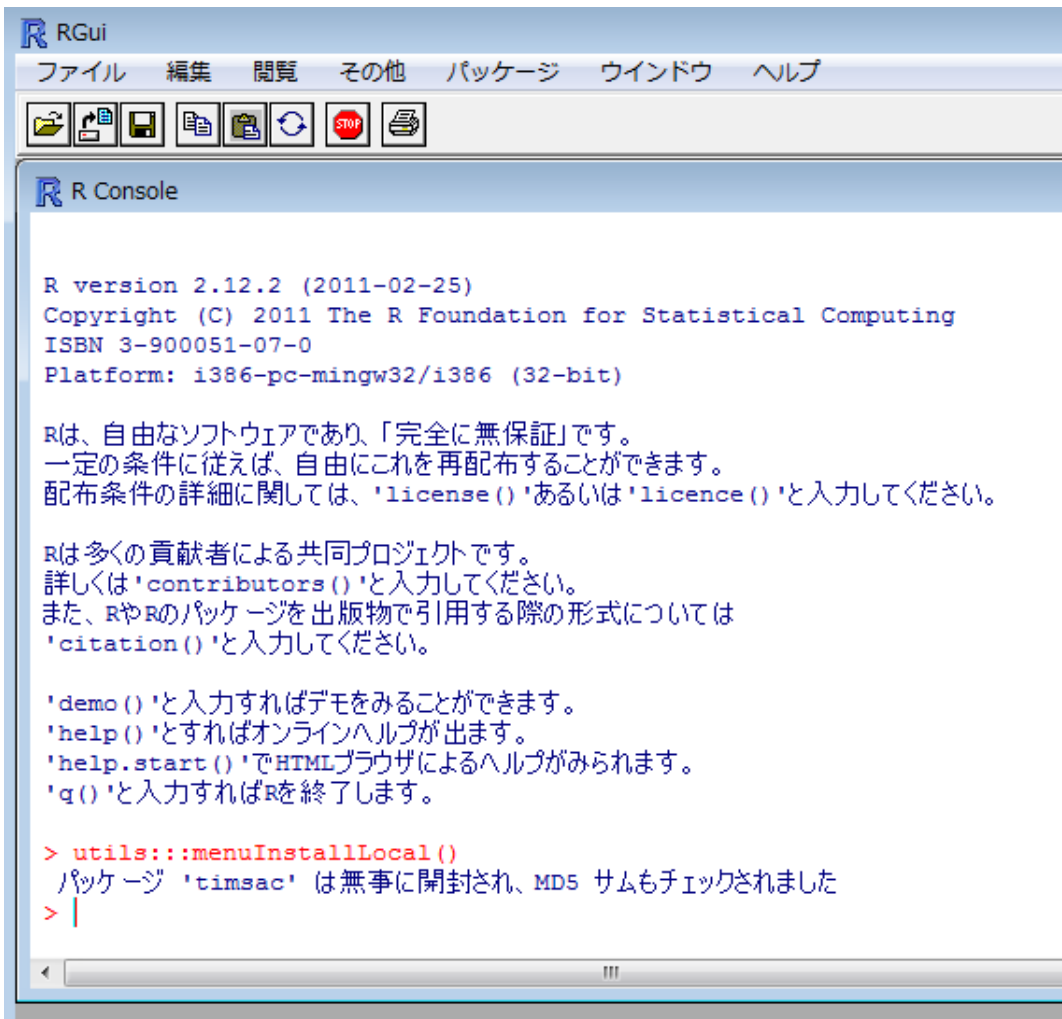 RGui
ファイル 編集 閲覧 その他 パッケージ ウインドウ ヘルプ
STOP
R Console
R version 2.12.2 (2011-02-25)
Copyright (C) 2011 The R Foundation for Statistical Computing
ISBN 3-900051-07-0
Platform: i386-pc-mingw32/i386 (32-bit)
Rは、自由なソフトウェアであり、「完全に無保証」です。
一定の条件に従えば、自由にこれを再配布することができます。
配布条件の詳細に関しては、'license()'あるいは'licence()'と入力してください。
Rは多くの貢献者による共同プロジェクトです。
詳しくは'contributors()'と入力してください。
また、RやRのパッケージを出版物で引用する際の形式については
'citation()'と入力してください。
'demo()'と入力すればデモをみることができます。
'help()'とすればオンラインヘルプが出ます。
'help.start()'でHTMLブラウザによるヘルプがみられます。
'q()'と入力すればRを終了します。
> utils:::menuInstallLocal()
パッケージ 'timsac' は無事に開封され、MD5 サムもチェックされました
>